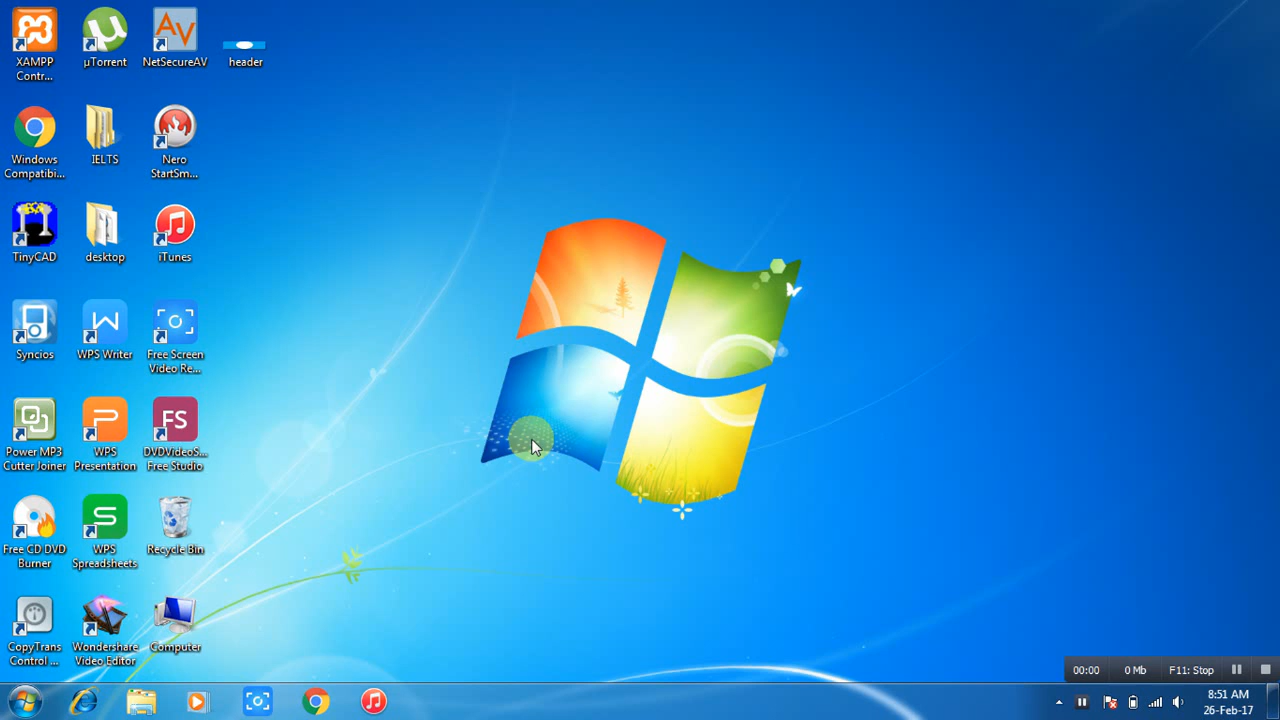 XAMPP
Contr...
µTorrent
AV
NetSecureAV
header
Windows
Compatibi...
IELTS
Nero
StartSm...
TinyCAD
desktop
iTunes
Syncios
W
WPS Writer
Free Screen
Video Re...
Power MP3
Cutter Joiner
P
WPS
Presentation
FS
DVDVideoS...
Free Studio
Free CD DVD
Burner
S
WPS
Spreadsheets
Recycle Bin
CopyTrans
Control ...
Wondershare
Video Editor
Computer
00:00
0 Mb
F11: Stop
8:51 AM
26-Feb-17